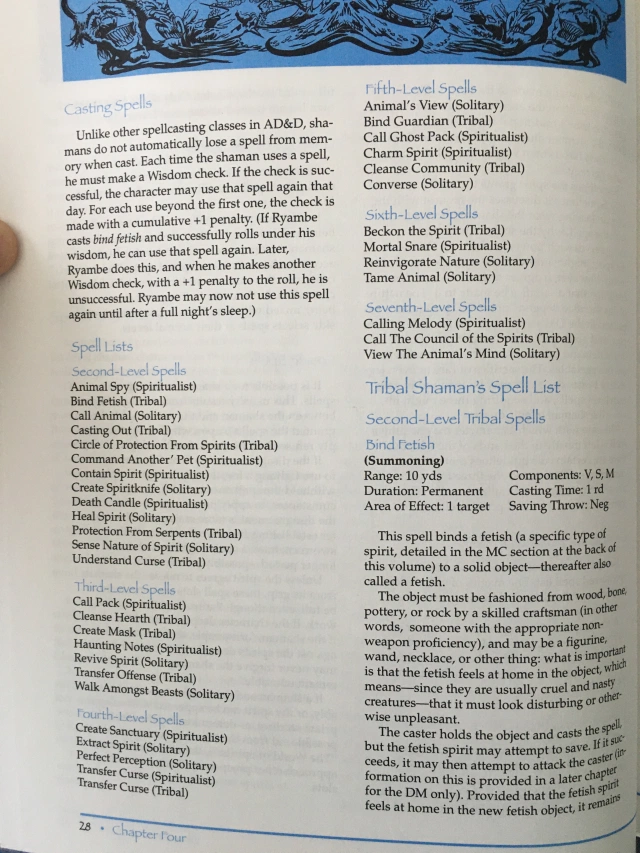 Casting Spells
Unlike other spellcasting classes in AD&D, sha-
mans do not automatically lose a spell from mem-
ory when cast. Each time the shaman uses a spell,
he must make a Wisdom check. If the check is suc-
cessful, the character may use that spell again that
day. For each use beyond the first one, the check is
made with a cumulative +1 penalty. (If Ryambe
casts bind fetish and successfully rolls under his
wisdom, he can use that spell again. Later,
Ryambe does this, and when he makes another
Wisdom check, with a +1 penalty to the roll, he is
unsuccessful. Ryambe may now not use this spell
again until after a full night's sleep.)
Spell Lists
Second-Level Spells
Animal Spy (Spiritualist)
Bind Fetish (Tribal)
Call Animal (Solitary)
Casting Out (Tribal)
Circle of Protection From Spirits (Tribal)
Command Another' Pet (Spiritualist)
Contain Spirit (Spiritualist)
Create Spiritknife (Solitary)
Death Candle (Spiritualist)
Heal Spirit (Solitary)
Protection From Serpents (Tribal)
Sense Nature of Spirit (Solitary)
Understand Curse (Tribal)
Third-Level Spells
Call Pack (Spiritualist)
Cleanse Hearth (Tribal)
Create Mask (Tribal)
Haunting Notes (Spiritualist)
Revive Spirit (Solitary)
Transfer Offense (Tribal)
Walk Amongst Beasts (Solitary)
Fourth-Level Spells
Create Sanctuary (Spiritualist)
Extract Spirit (Solitary)
Perfect Perception (Solitary)
Transfer Curse (Spiritualist)
Transfer Curse (Tribal)
Fifth-Level Spells
Animal's View (Solitary)
Bind Guardian (Tribal)
Call Ghost Pack (Spiritualist)
Charm Spirit (Spiritualist)
Cleanse Community (Tribal)
Converse (Solitary)
Sixth-Level Spells
Beckon the Spirit (Tribal)
Mortal Snare (Spiritualist)
Reinvigorate Nature (Solitary)
Tame Animal (Solitary)
Seventh-Level Spells
Calling Melody (Spiritualist)
Call The Council of the Spirits (Tribal)
View The Animal's Mind (Solitary)
Tribal Shaman's Spell List
Second-Level Tribal Spells
Bind Fetish
(Summoning)
Range: 10 yds Components: V, S, M
Duration: Permanent Casting Time: 1 rd
Area of Effect: 1 target Saving Throw: Neg
This spell binds a fetish (a specific type of
spirit, detailed in the MC section at the back of
this volume) to a solid object—thereafter also
called a fetish.
The object must be fashioned from wood, bone,
pottery, or rock by a skilled craftsman (in other
words, someone with the appropriate non-
weapon proficiency), and may be a figurine,
wand, necklace, or other thing: what is important
is that the fetish feels at home in the object, which
means—since they are usually cruel and nasty
creatures—that it must look disturbing or other-
wise unpleasant.
The caster holds the object and casts the spell,
but the fetish spirit may attempt to save. If it suc-
ceeds, it may then attempt to attack the caster (in-
formation on this is provided in a later chapter
for the DM only). Provided that the fetish spirit
feels at home in the new fetish object, it remains
28 • Chapter Four